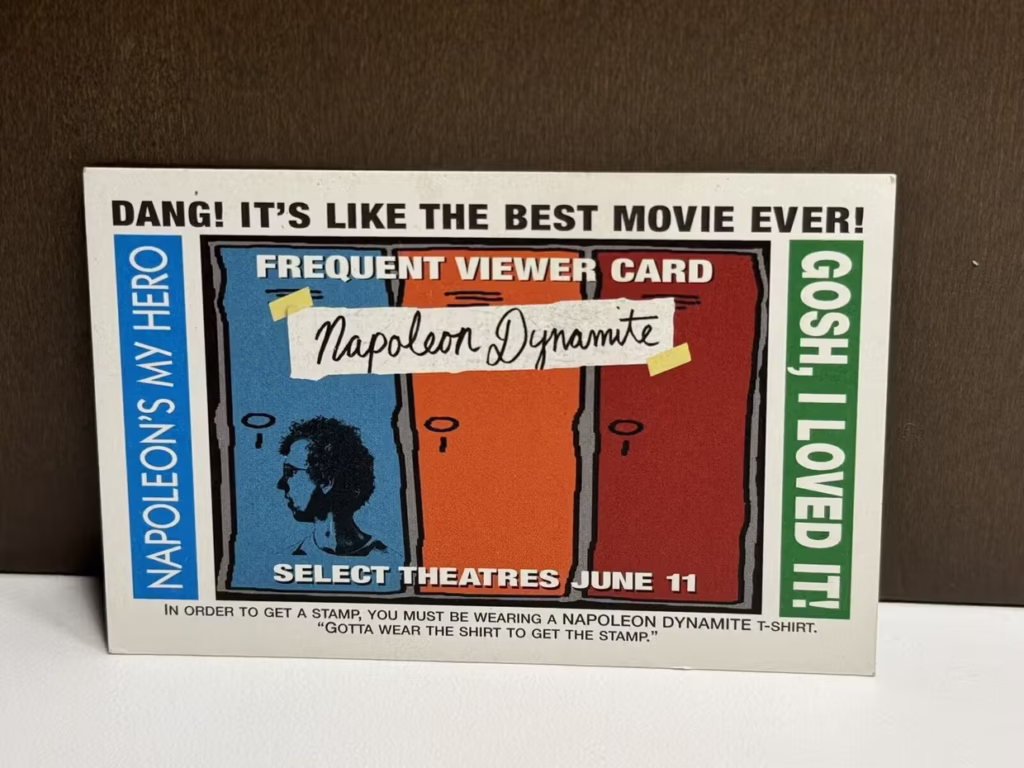 DANG! IT'S LIKE THE BEST MOVIE EVER!
NAPOLEON'S MY HERO
FREQUENT VIEWER CARD
Napoleon Dynamite
SELECT THEATRES JUNE 11
GOSH, I LOVED IT!
IN ORDER TO GET A STAMP, YOU MUST BE WEARING A NAPOLEON DYNAMITE T-SHIRT.
"GOTTA WEAR THE SHIRT TO GET THE STAMP."